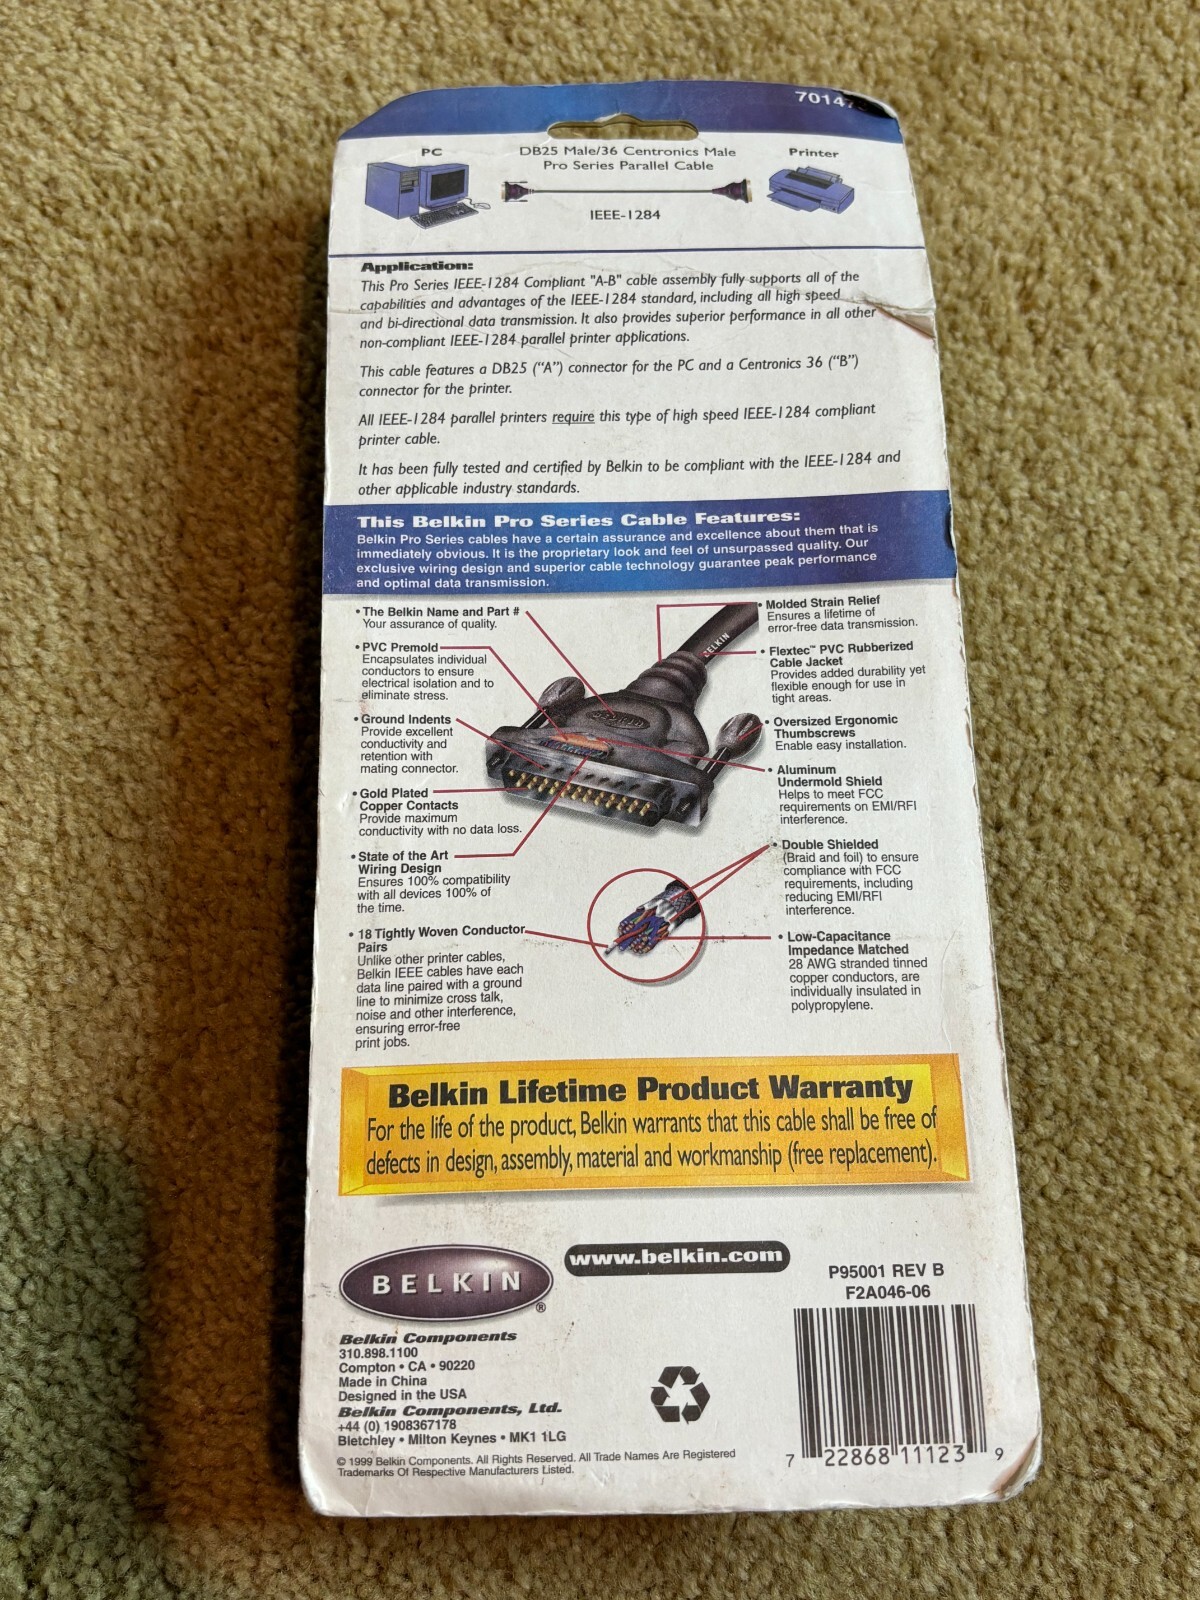 70147
PC
DB25 Male/36 Centronics Male
Pro Series Parallel Cable
Printer
IEEE-1284
Application:
This Pro Series IEEE-1284 Compliant "A-B" cable assembly fully supports all of the
capabilities and advantages of the IEEE-1284 standard, including all high speed
and bi-directional data transmission. It also provides superior performance in all other
non-compliant IEEE-1284 parallel printer applications.
This cable features a DB25 ("A") connector for the PC and a Centronics 36 ("B")
connector for the printer.
All IEEE-1284 parallel printers require this type of high speed IEEE-1284 compliant
printer cable.
It has been fully tested and certified by Belkin to be compliant with the IEEE-1284 and
other applicable industry standards.
This Belkin Pro Series Cable Features:
Belkin Pro Series cables have a certain assurance and excellence about them that is
immediately obvious. It is the proprietary look and feel of unsurpassed quality. Our
exclusive wiring design and superior cable technology guarantee peak performance
and optimal data transmission.
• The Belkin Name and Part #
Your assurance of quality.
• PVC Premold
Encapsulates individual
conductors to ensure
electrical isolation and to
eliminate stress.
• Ground Indents
Provide excellent
conductivity and
retention with
mating connector.
• Gold Plated
Copper Contacts
Provide maximum
conductivity with no data loss.
• State of the Art
Wiring Design
Ensures 100% compatibility
with all devices 100% of
the time.
• 18 Tightly Woven Conductor
Pairs
Unlike other printer cables,
Belkin IEEE cables have each
data line paired with a ground
line to minimize cross talk,
noise and other interference,
ensuring error-free
print jobs.
BELKIN
BELKIN
• Molded Strain Relief
Ensures a lifetime of
error-free data transmission.
• Flextec™ PVC Rubberized
Cable Jacket
Provides added durability yet
flexible enough for use in
tight areas.
• Oversized Ergonomic
Thumbscrews
Enable easy installation.
• Aluminum
Undermold Shield
Helps to meet FCC
requirements on EMI/RFI
interference.
• Double Shielded
(Braid and foil) to ensure
compliance with FCC
requirements, including
reducing EMI/RFI
interference.
• Low-Capacitance
Impedance Matched
28 AWG stranded tinned
copper conductors, are
individually insulated in
polypropylene.
Belkin Lifetime Product Warranty
For the life of the product, Belkin warrants that this cable shall be free of
defects in design, assembly, material and workmanship (free replacement).
BELKIN®
www.belkin.com
P95001 REV B
F2A046-06
Belkin Components
310.898.1100
Compton • CA • 90220
Made in China
Designed in the USA
Belkin Components, Ltd.
+44 (0) 1908367178
Bletchley • Milton Keynes • MK1 1LG
© 1999 Belkin Components. All Rights Reserved. All Trade Names Are Registered
Trademarks Of Respective Manufacturers Listed.
7 22868 11123 9